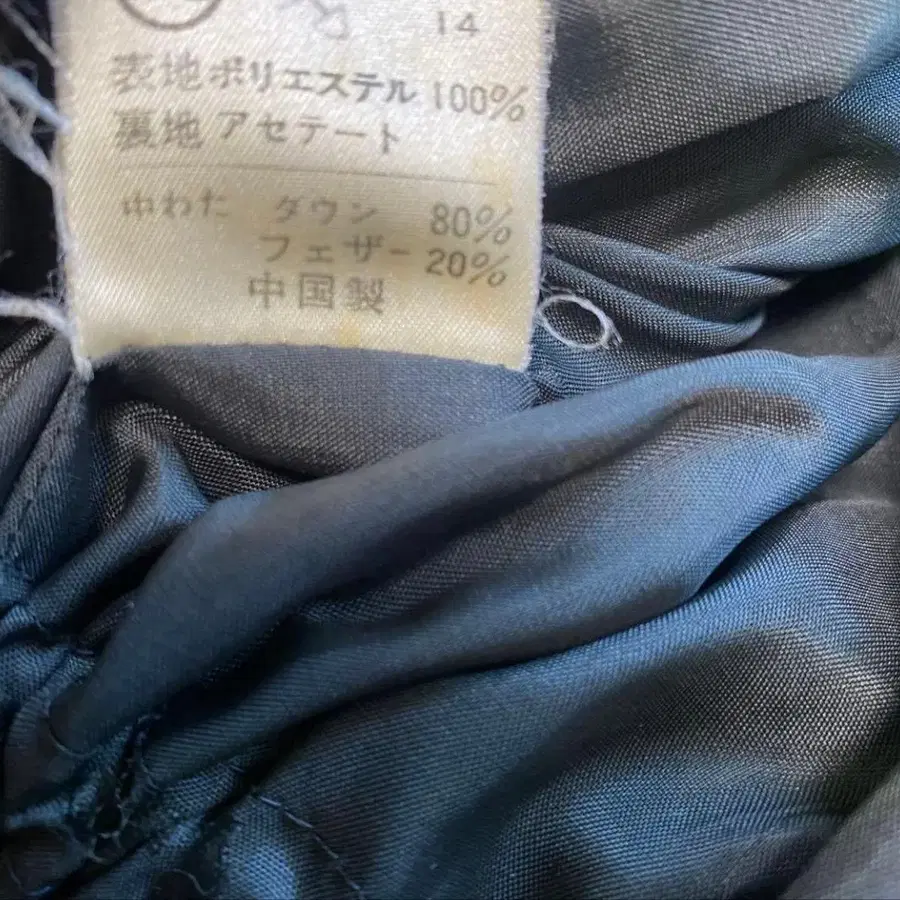 14
表地ポリエステル 100%
裏地アセテート
中わた ダウン 80%
フェザー 20%
中国製